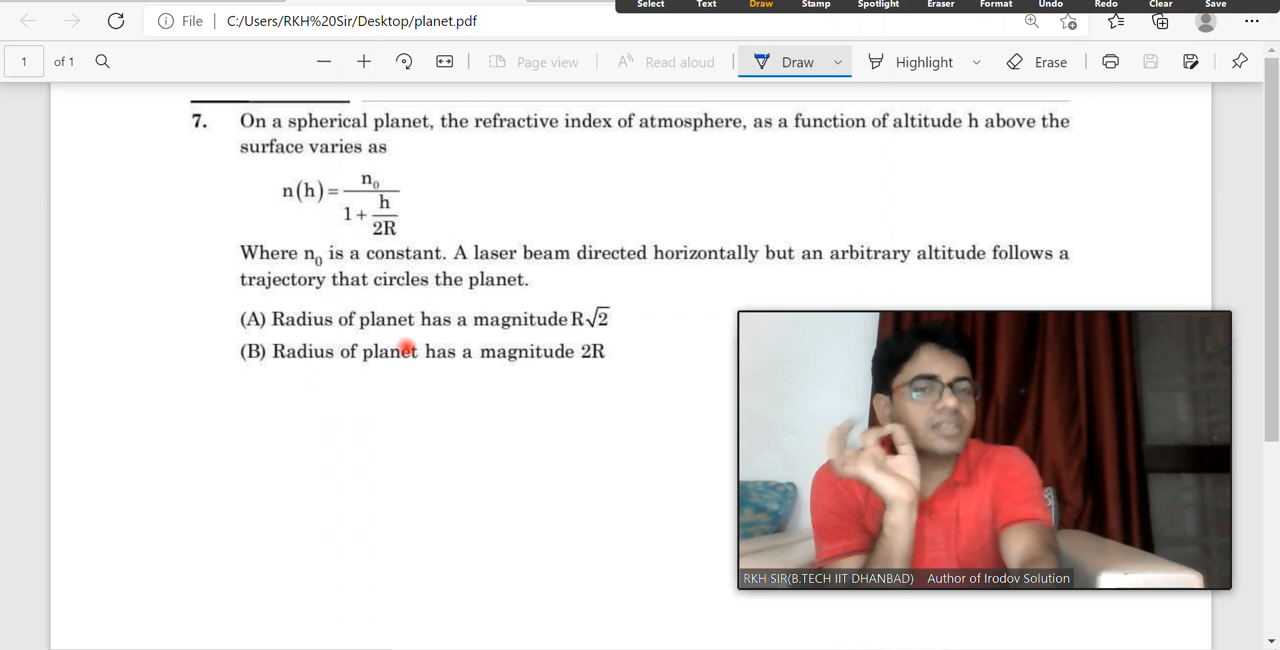 Select Text Draw Stamp Spotlight Eraser Format Undo Redo Clear Save
File C:/Users/RKH%20Sir/Desktop/planet.pdf
1 of 1 Page view Read aloud Draw Highlight Erase
7. On a spherical planet, the refractive index of atmosphere, as a function of altitude h above the
surface varies as
n(h) = n₀ / (1 + h/2R)
Where n₀ is a constant. A laser beam directed horizontally but an arbitrary altitude follows a
trajectory that circles the planet.
(A) Radius of planet has a magnitude R√2
(B) Radius of planet has a magnitude 2R
RKH SIR(B.TECH IIT DHANBAD) Author of Irodov Solution